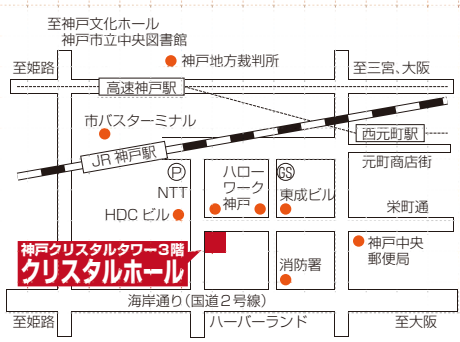 至神戸文化ホール
神戸市立中央図書館
神戸地方裁判所
至姫路
至三宮、大阪
高速神戸駅
市バスターミナル
西元町駅
JR 神戸駅
元町商店街
P
NTT
ハロー
ワーク
神戸
GS
東成ビル
HDC ビル
栄町通
神戸クリスタルタワー3階
クリスタルホール
神戸中央
郵便局
消防署
海岸通り(国道2号線)
至姫路
ハーバーランド
至大阪